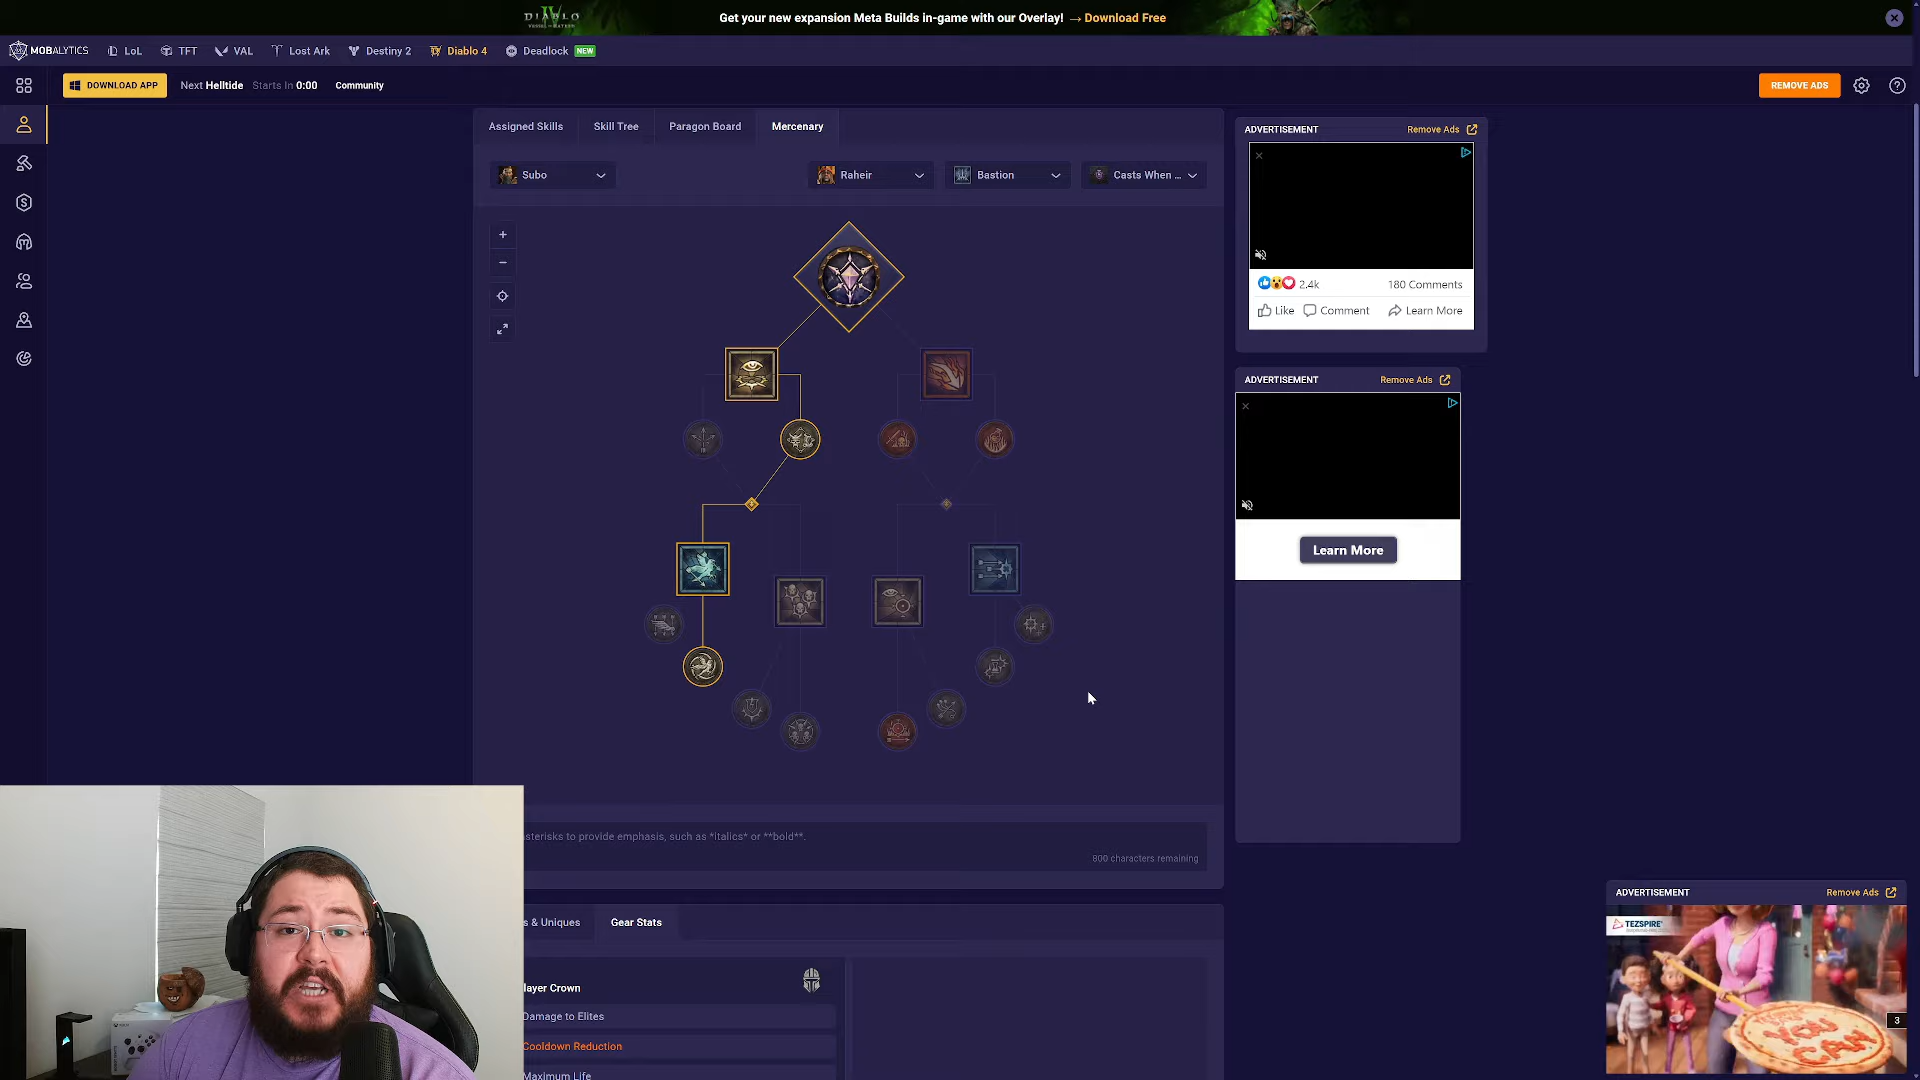 DIABLO
Get your new expansion Meta Builds in-game with our Overlay! → Download Free
MOBALYTICS
LoL
TFT
VAL
Lost Ark
Destiny 2
Diablo 4
Deadlock
NEW
DOWNLOAD APP
Next Helltide Starts In 0:00
Community
REMOVE ADS
Assigned Skills
Skill Tree
Paragon Board
Mercenary
Subo
Raheir
Bastion
Casts When ...
ADVERTISEMENT
Remove Ads
2.4k
180 Comments
Like
Comment
Learn More
ADVERTISEMENT
Remove Ads
Learn More
sterisks to provide emphasis, such as *italics* or **bold**.
800 characters remaining
s & Uniques
Gear Stats
layer Crown
Damage to Elites
Cooldown Reduction
Maximum Life
ADVERTISEMENT
Remove Ads
TEZSPIRE
YOU
CAN
3